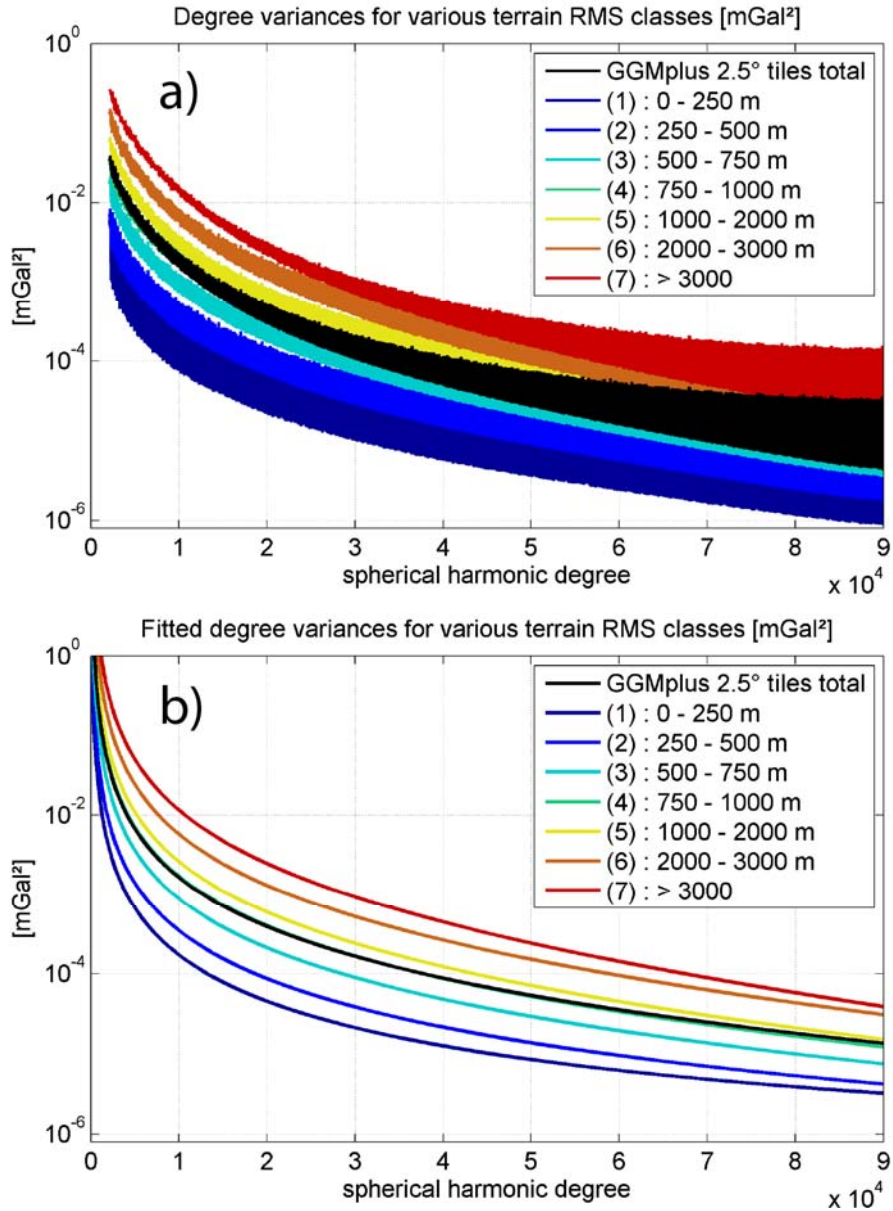 Degree variances for various terrain RMS classes [mGal²]
a)
GGMplus 2.5° tiles total
(1) : 0 - 250 m
(2) : 250 - 500 m
(3) : 500 - 750 m
(4) : 750 - 1000 m
(5) : 1000 - 2000 m
(6) : 2000 - 3000 m
(7) : > 3000
[mGal²]
10^0
10^-2
10^-4
10^-6
0 1 2 3 4 5 6 7 8 9
x 10^4
spherical harmonic degree
Fitted degree variances for various terrain RMS classes [mGal²]
b)
GGMplus 2.5° tiles total
(1) : 0 - 250 m
(2) : 250 - 500 m
(3) : 500 - 750 m
(4) : 750 - 1000 m
(5) : 1000 - 2000 m
(6) : 2000 - 3000 m
(7) : > 3000
[mGal²]
10^0
10^-2
10^-4
10^-6
0 1 2 3 4 5 6 7 8 9
x 10^4
spherical harmonic degree